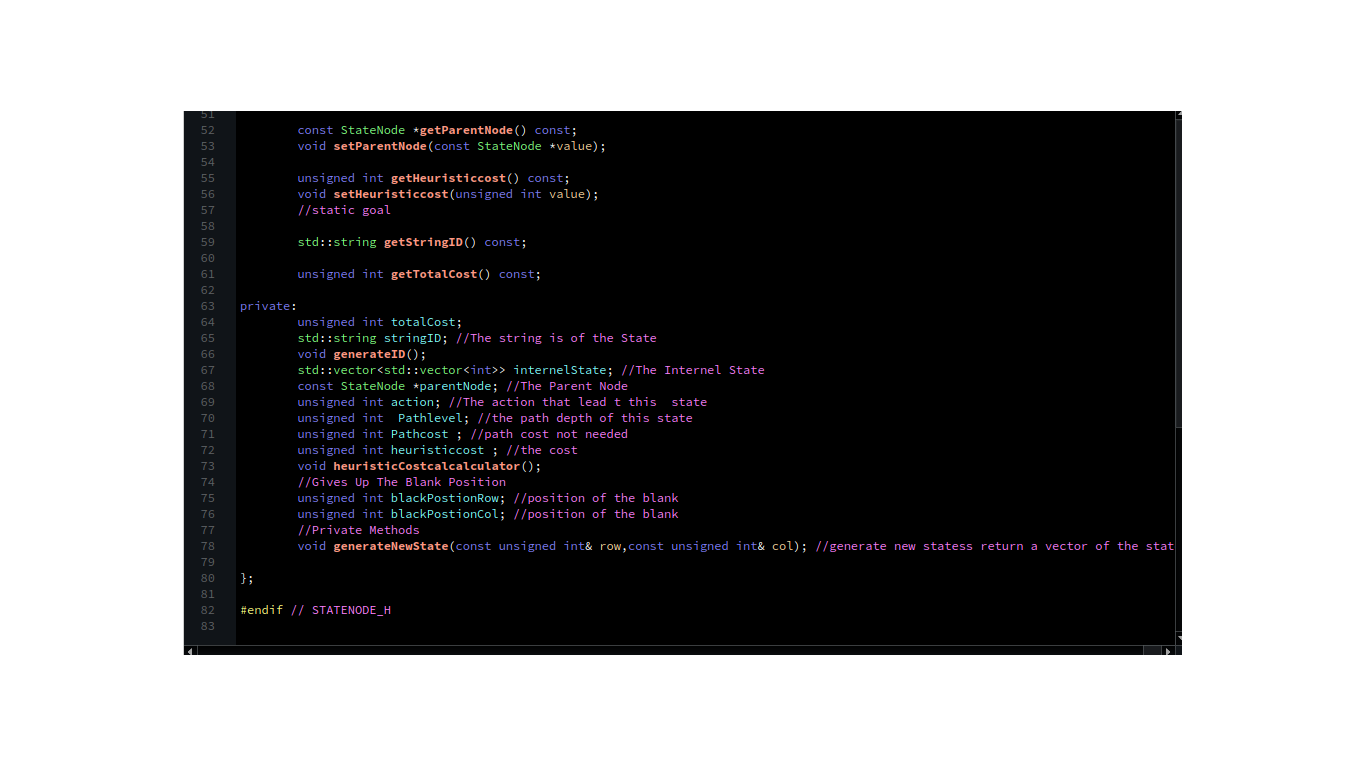 51
52 const StateNode *getParentNode() const;
53 void setParentNode(const StateNode *value);
54
55 unsigned int getHeuristiccost() const;
56 void setHeuristiccost(unsigned int value);
57 //static goal
58
59 std::string getStringID() const;
60
61 unsigned int getTotalCost() const;
62
63 private:
64 unsigned int totalCost;
65 std::string stringID; //The string is of the State
66 void generateID();
67 std::vector<std::vector<int>> internelState; //The Internel State
68 const StateNode *parentNode; //The Parent Node
69 unsigned int action; //The action that lead t this  state
70 unsigned int  Pathlevel; //the path depth of this state
71 unsigned int Pathcost ; //path cost not needed
72 unsigned int heuristiccost ; //the cost
73 void heuristicCostcalcalculator();
74 //Gives Up The Blank Position
75 unsigned int blackPostionRow; //position of the blank
76 unsigned int blackPostionCol; //position of the blank
77 //Private Methods
78 void generateNewState(const unsigned int& row,const unsigned int& col); //generate new statess return a vector of the stat
79
80 };
81
82 #endif // STATENODE_H
83